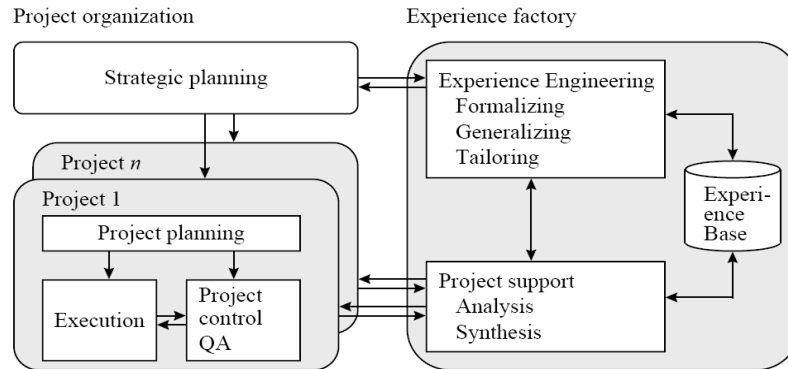 Project organization
Experience factory
Strategic planning
Experience Engineering
Formalizing
Generalizing
Tailoring
Project n
Project 1
Project planning
Experi-
ence
Base
Execution
Project
control
QA
Project support
Analysis
Synthesis